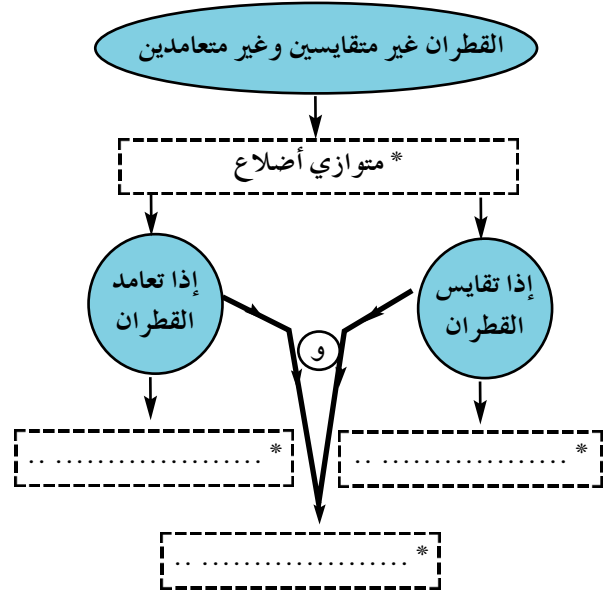 القطران غير متقايسين وغير متعامدين
* متوازي أضلاع
إذا تقايس
القطران
إذا تعامد
القطران
و
* ................... ..
* ................... ..
* ..................... ..